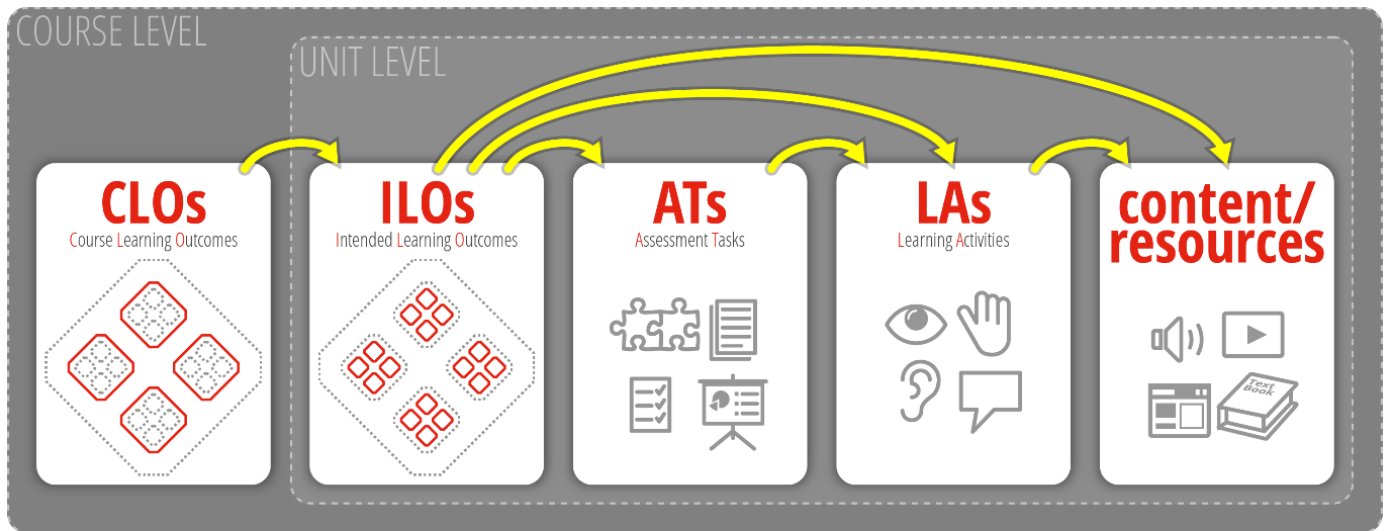 COURSE LEVEL
UNIT LEVEL
CLOs
Course Learning Outcomes
ILOs
Intended Learning Outcomes
ATs
Assessment Tasks
LAs
Learning Activities
content/
resources
Text
Book